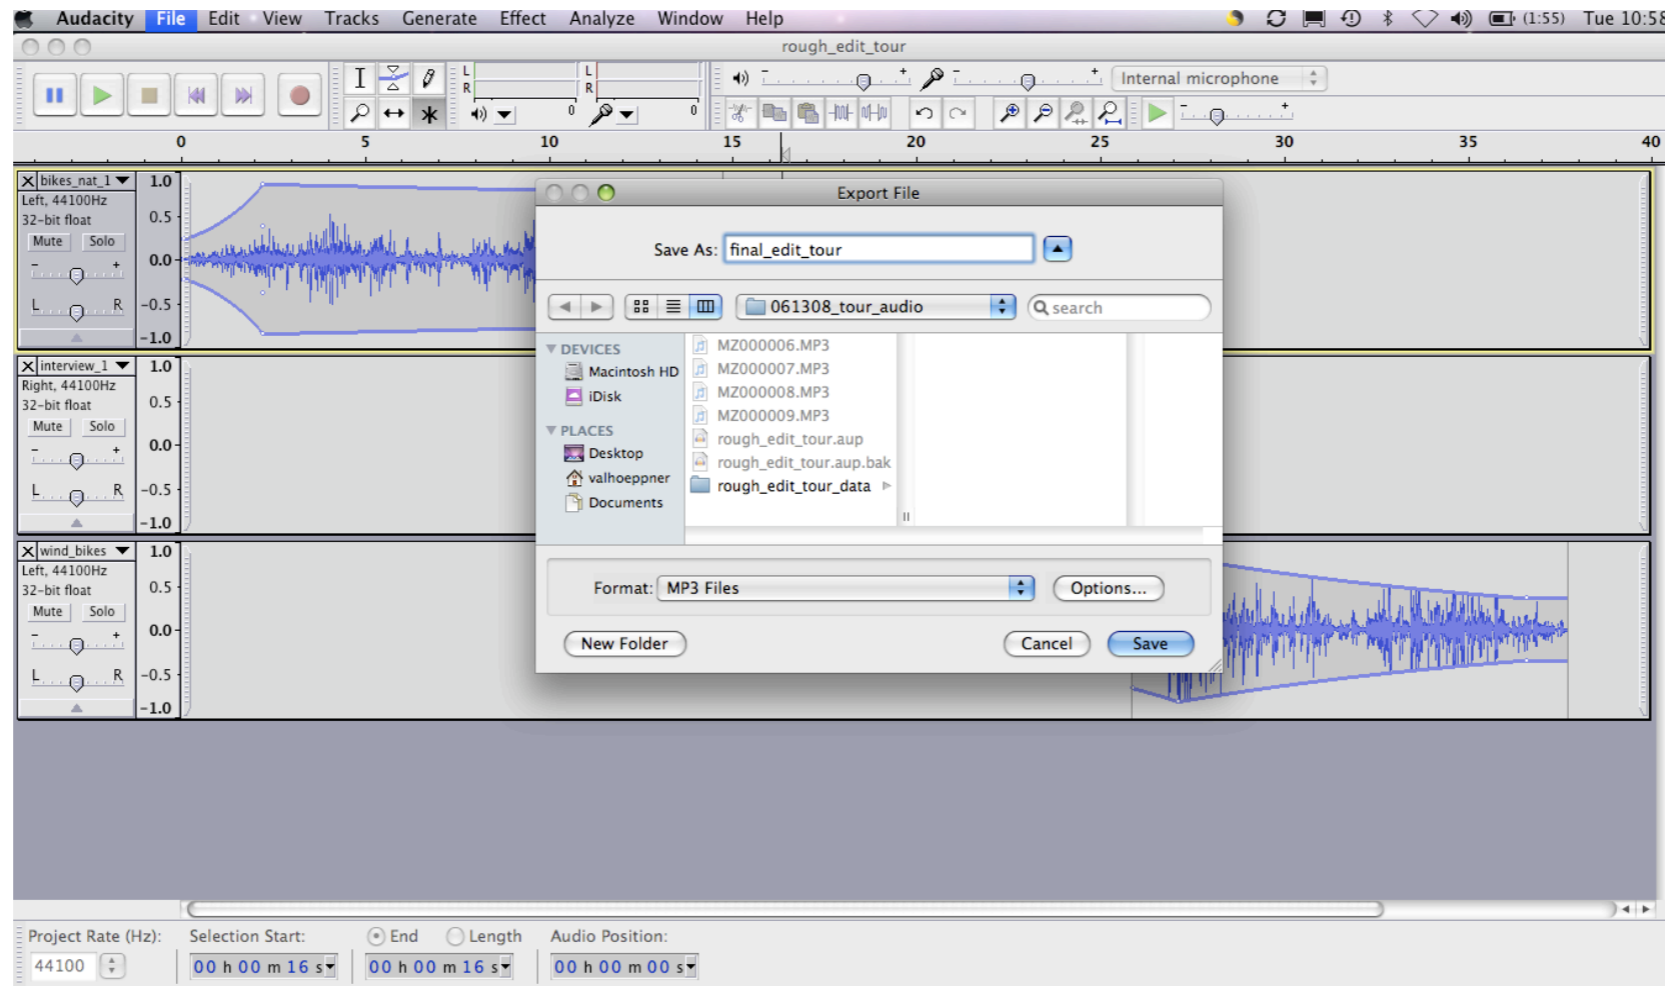 Audacity File Edit View Tracks Generate Effect Analyze Window Help (1:55) Tue 10:58
rough_edit_tour
L R 0 L R 0 - + - + Internal microphone
- +
0 5 10 15 20 25 30 35 40
bikes_nat_1 1.0
Left, 44100Hz
32-bit float 0.5
Mute Solo
- + 0.0
L R -0.5
-1.0
interview_1 1.0
Right, 44100Hz
32-bit float 0.5
Mute Solo
- + 0.0
L R -0.5
-1.0
wind_bikes 1.0
Left, 44100Hz
32-bit float 0.5
Mute Solo
- + 0.0
L R -0.5
-1.0
Export File
Save As: final_edit_tour
061308_tour_audio search
DEVICES
Macintosh HD
iDisk
PLACES
Desktop
valhoeppner
Documents
MZ000006.MP3
MZ000007.MP3
MZ000008.MP3
MZ000009.MP3
rough_edit_tour.aup
rough_edit_tour.aup.bak
rough_edit_tour_data
Format: MP3 Files Options...
New Folder Cancel Save
Project Rate (Hz): Selection Start: End Length Audio Position:
44100 00 h 00 m 16 s 00 h 00 m 16 s 00 h 00 m 00 s